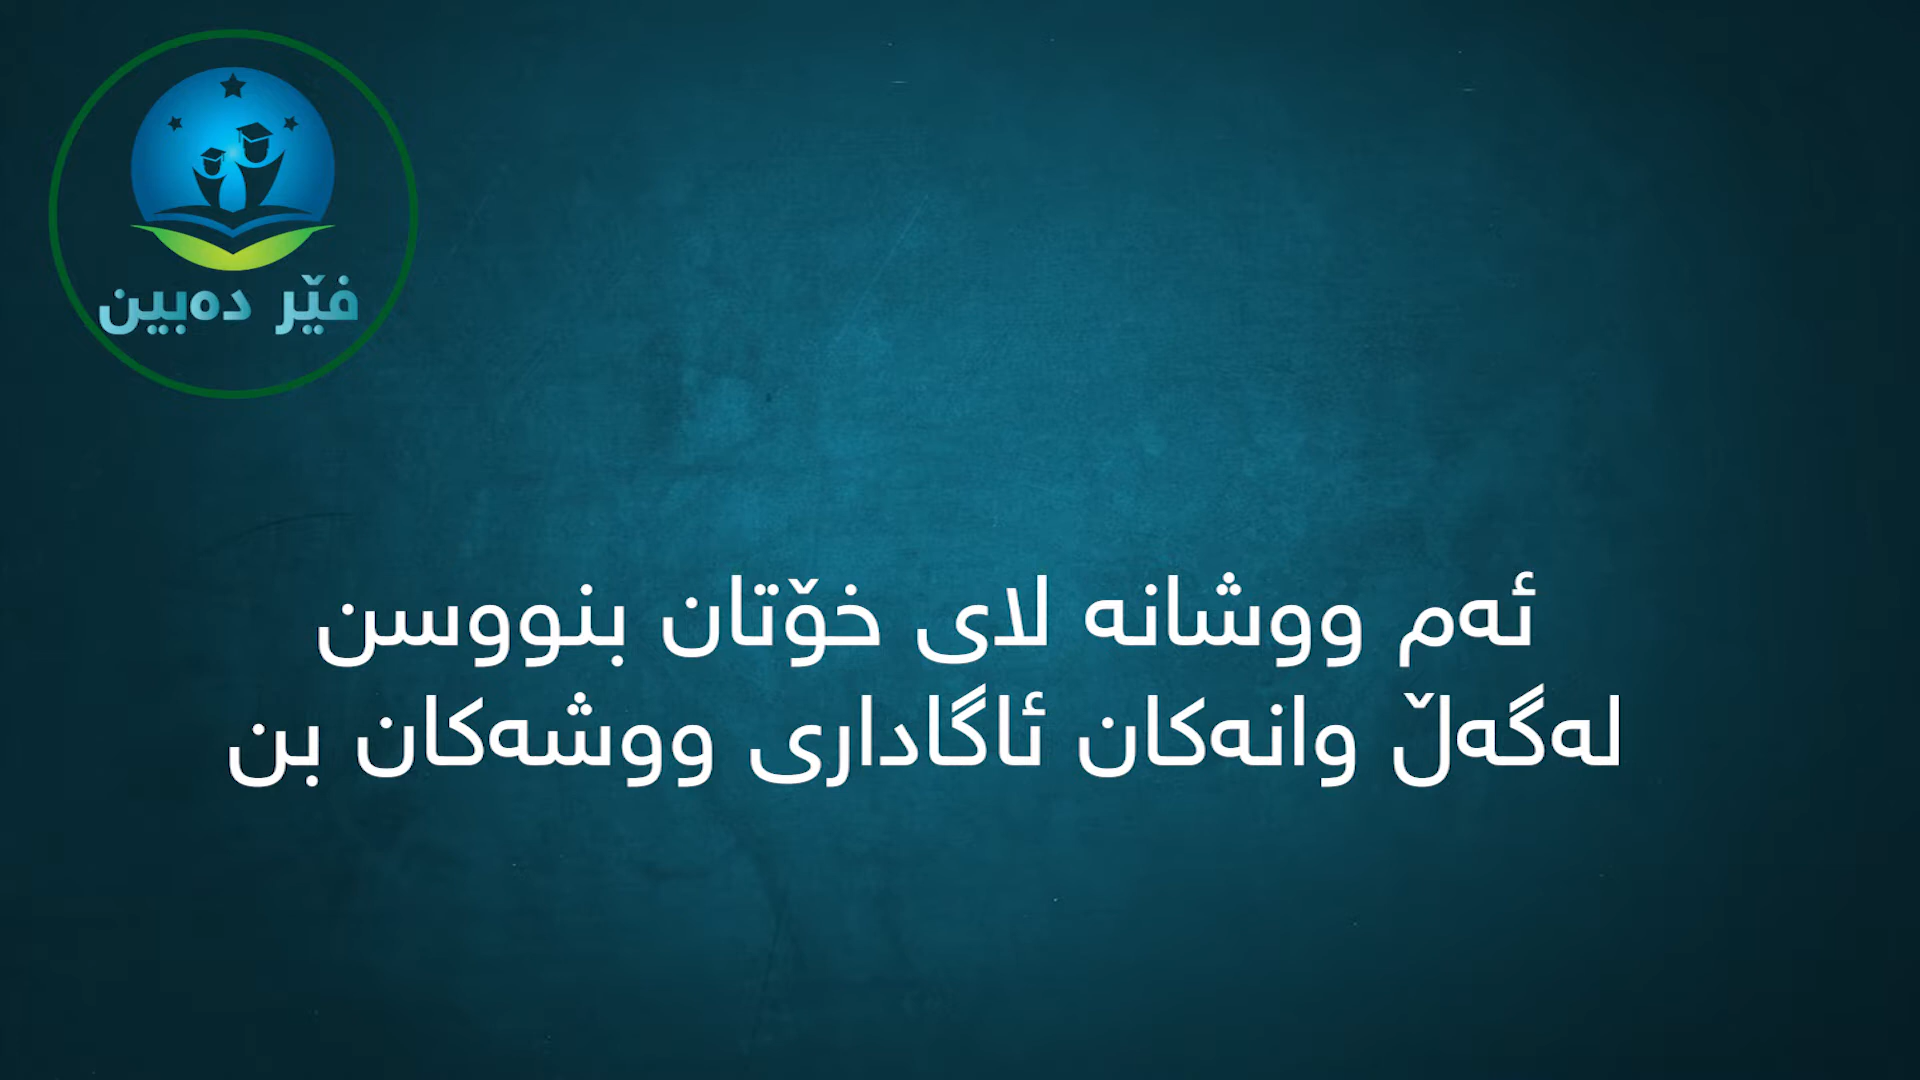 فێر دەبین
ئەم ووشانە لای خۆتان بنووسن
لەگەڵ وانەکان ئاگاداری ووشەکان بن